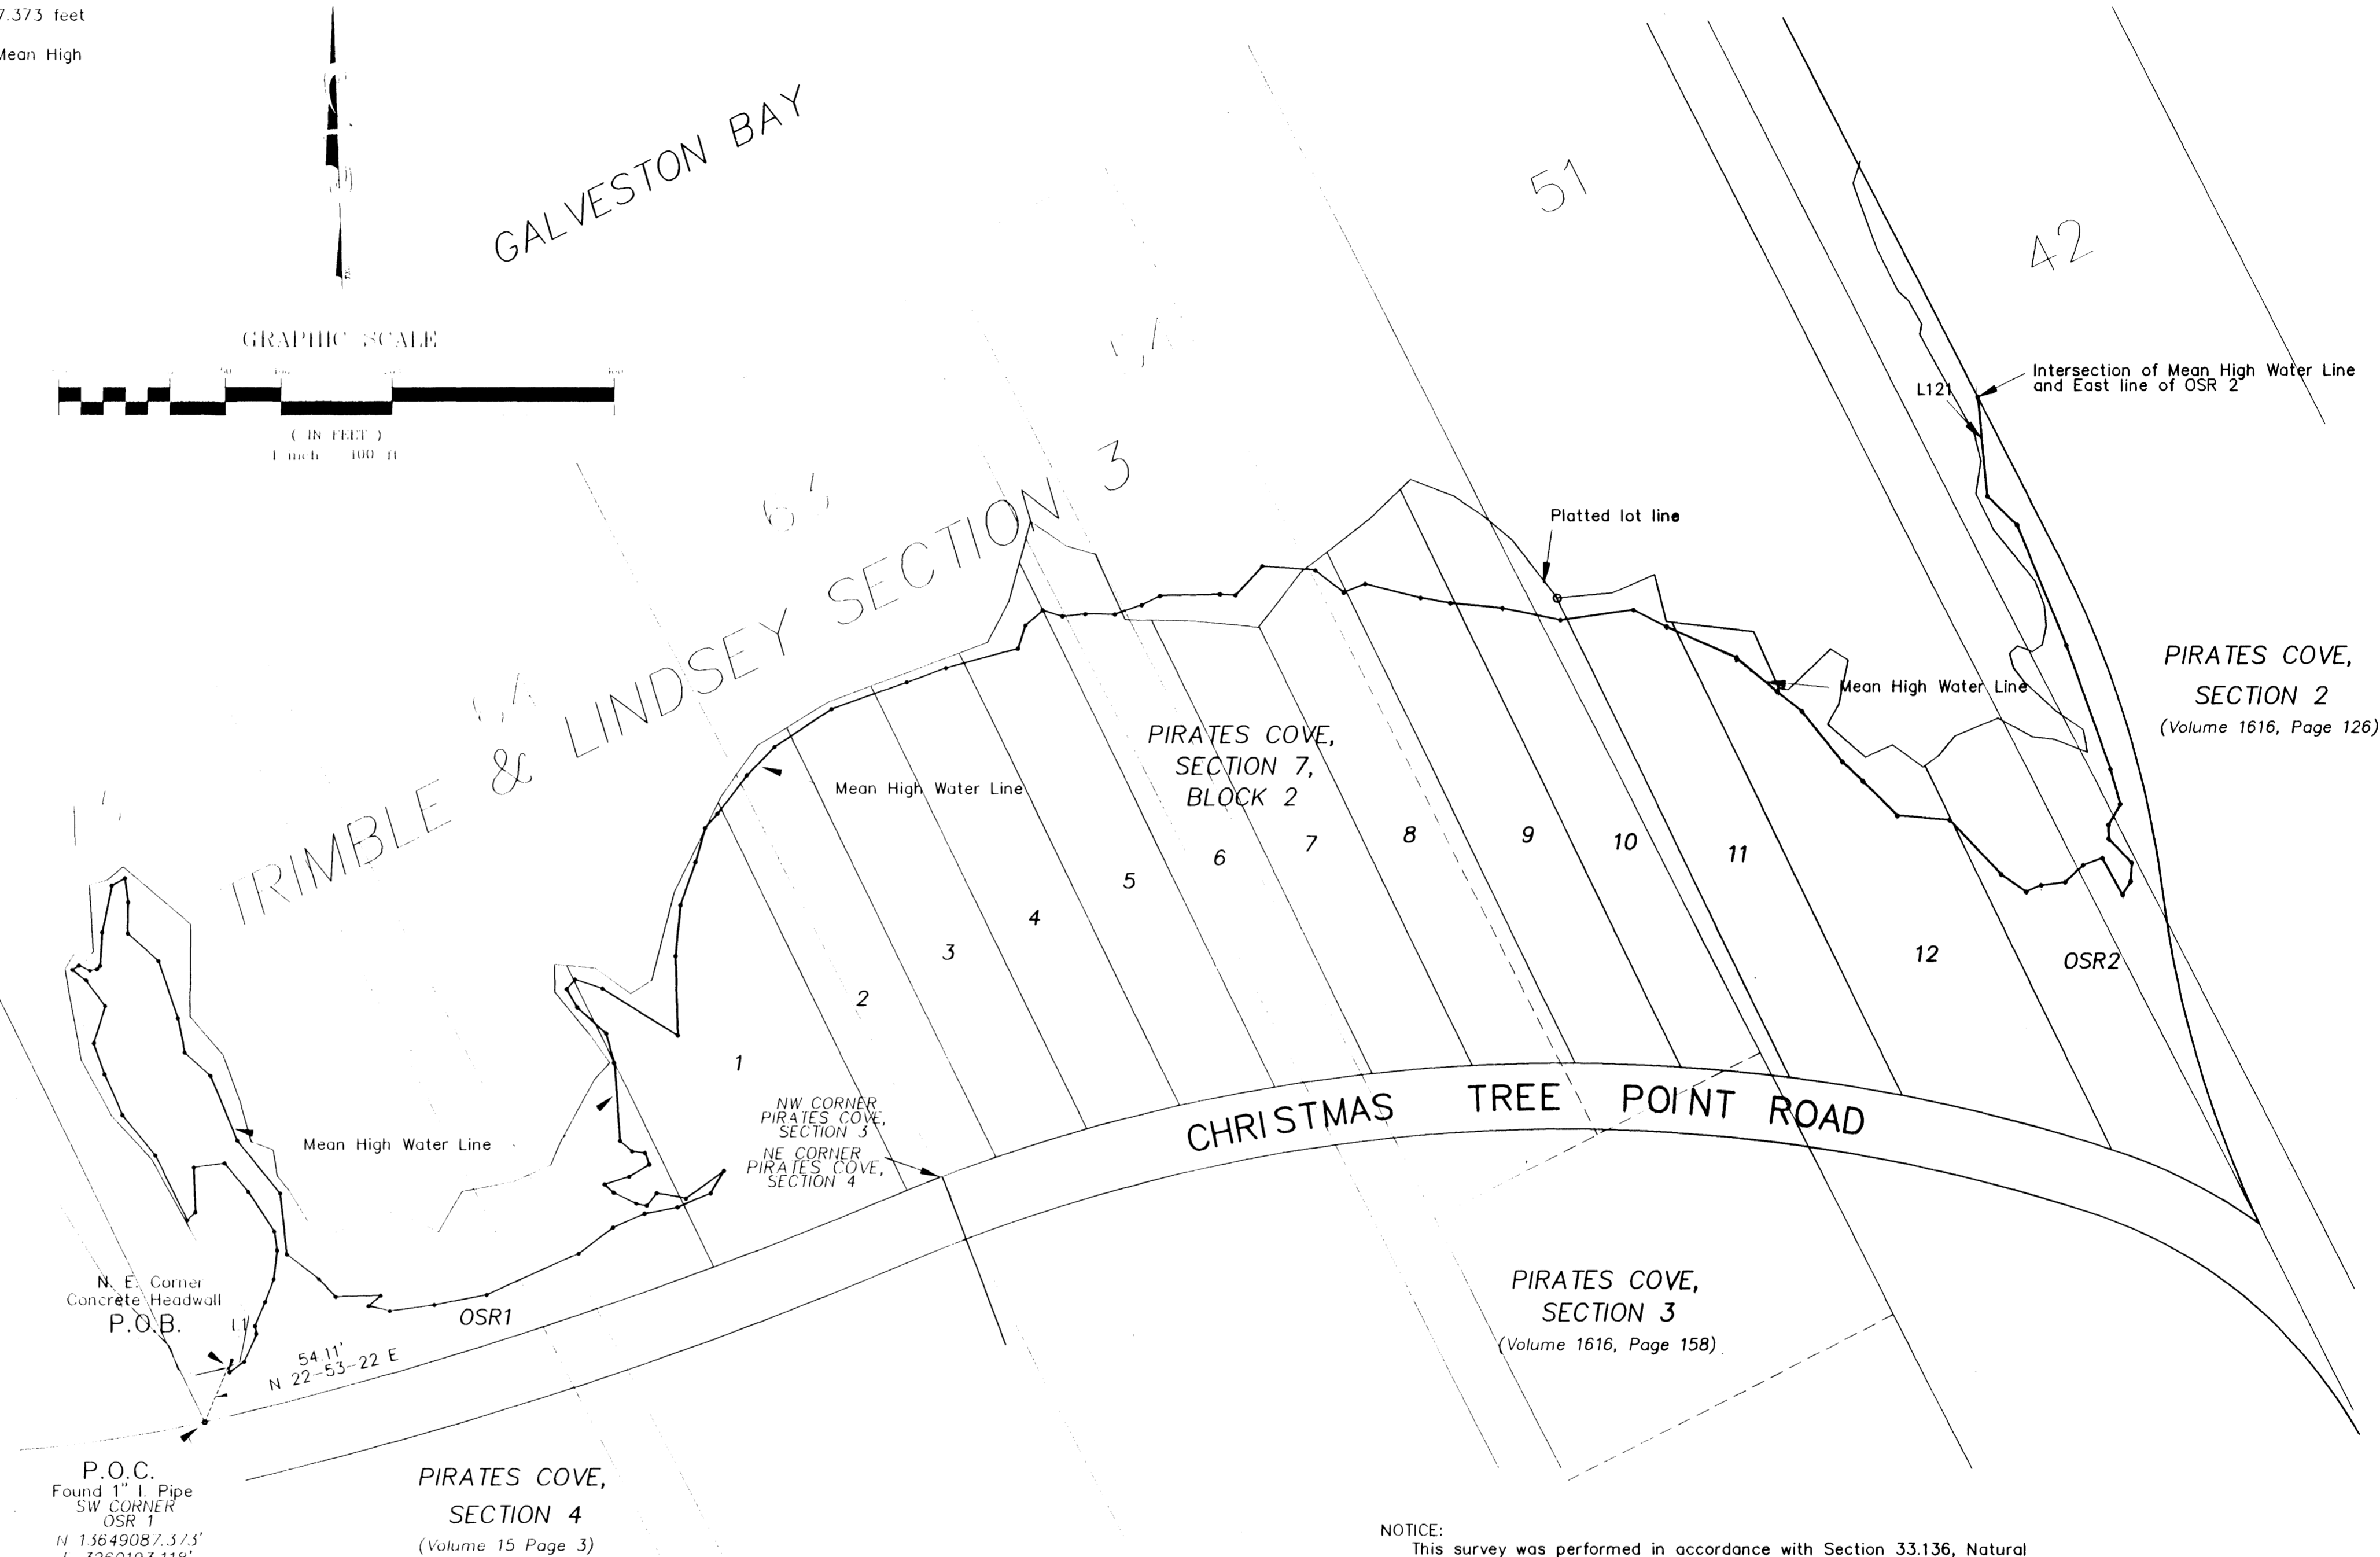 7.373 feet
Mean High
GALVESTON BAY
51
42
GRAPHIC SCALE
( IN FEET )
1 inch 100 ft
Intersection of Mean High Water Line
and East line of OSR 2
L121
TRIMBLE & LINDSEY SECTION 3
Platted lot line
PIRATES COVE,
SECTION 2
(Volume 1616, Page 126)
Mean High Water Line
PIRATES COVE,
SECTION 7,
BLOCK 2
Mean High Water Line
1
2
3
4
5
6
7
8
9
10
11
12
OSR2
CHRISTMAS TREE POINT ROAD
NW CORNER
PIRATES COVE,
SECTION 3
NE CORNER
PIRATES COVE,
SECTION 4
Mean High Water Line
N. E. Corner
Concrete Headwall
P.O.B.
L1
OSR1
54.11'
N 22-53-22 E
PIRATES COVE,
SECTION 3
(Volume 1616, Page 158)
P.O.C.
Found 1" I. Pipe
SW CORNER
OSR 1
N 13649087.373'
PIRATES COVE,
SECTION 4
(Volume 15 Page 3)
NOTICE:
This survey was performed in accordance with Section 33.136, Natural